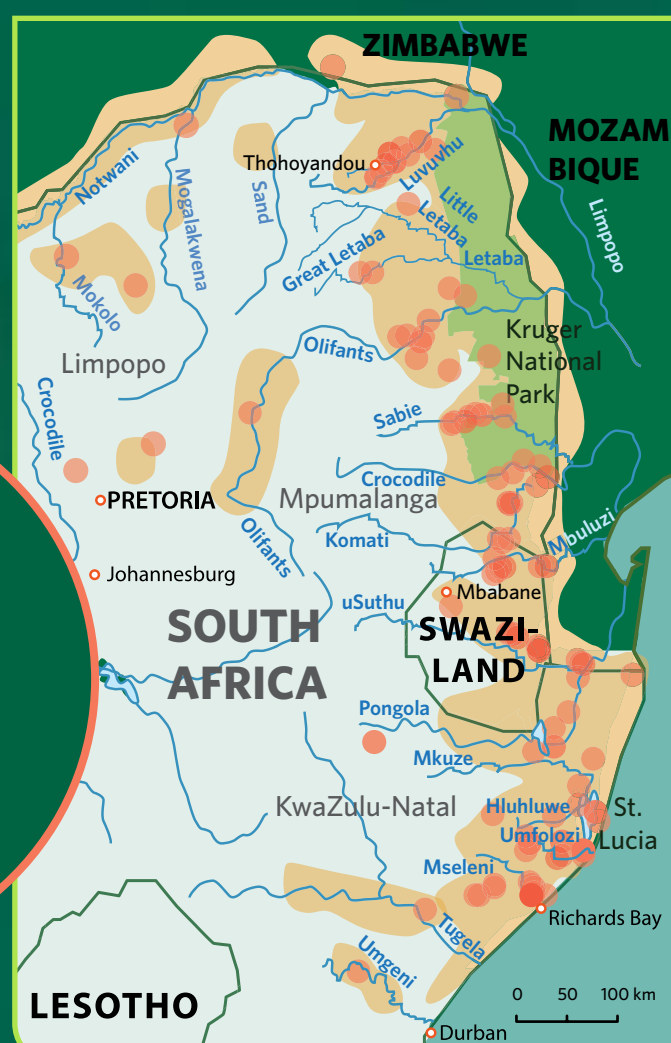 ZIMBABWE
MOZAM
BIQUE
Thohoyandou
Luvuvhu
Notwani
Mogalakwena
Sand
Little
Letaba
Limpopo
Great Letaba
Letaba
Mokolo
Kruger
National
Park
Olifants
Limpopo
Crocodile
Sabie
Crocodile
PRETORIA
Mpumalanga
Olifants
Komati
Mbuluzi
Johannesburg
Mbabane
uSuthu
SOUTH
AFRICA
SWAZI-
LAND
Pongola
Mkuze
KwaZulu-Natal
Hluhluwe
St.
Lucia
Umfolozi
Mseleni
Richards Bay
Tugela
Umgeni
LESOTHO
0 50 100 km
Durban